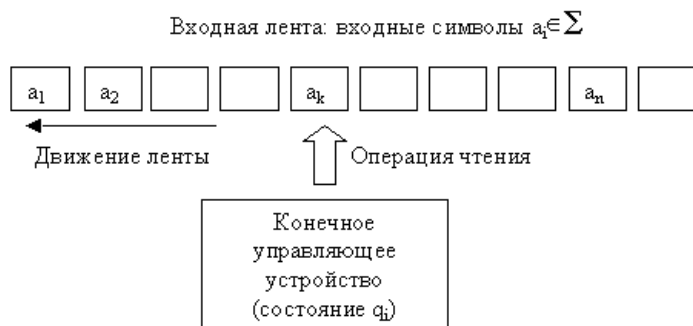 Входная лента: входные символы aᵢ∈Σ
a₁ a₂ aₖ aₙ
Движение ленты
Операция чтения
Конечное
управляющее
устройство
(состояние qᵢ)